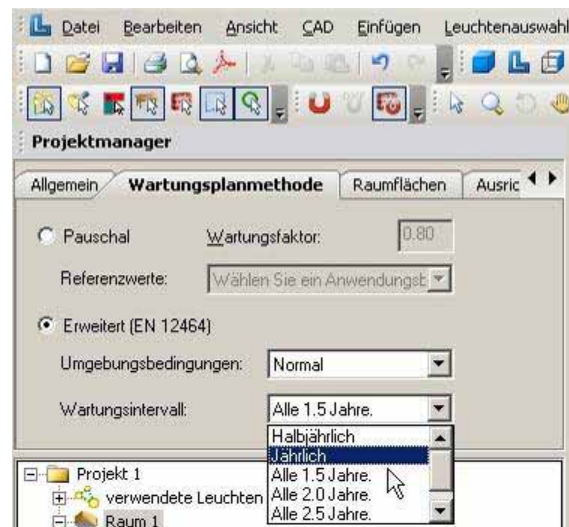 Datei Bearbeiten Ansicht CAD Einfügen Leuchtenauswahl
Projektmanager
Allgemein Wartungsplanmethode Raumflächen Ausric
Pauschal Wartungsfaktor: 0.80
Referenzwerte: Wählen Sie ein Anwendungsb
Erweitert (EN 12464)
Umgebungsbedingungen: Normal
Wartungsintervall: Alle 1.5 Jahre.
Halbjährlich
Jährlich
Alle 1.5 Jahre.
Alle 2.0 Jahre.
Alle 2.5 Jahre.
Projekt 1
verwendete Leuchten
Raum 1